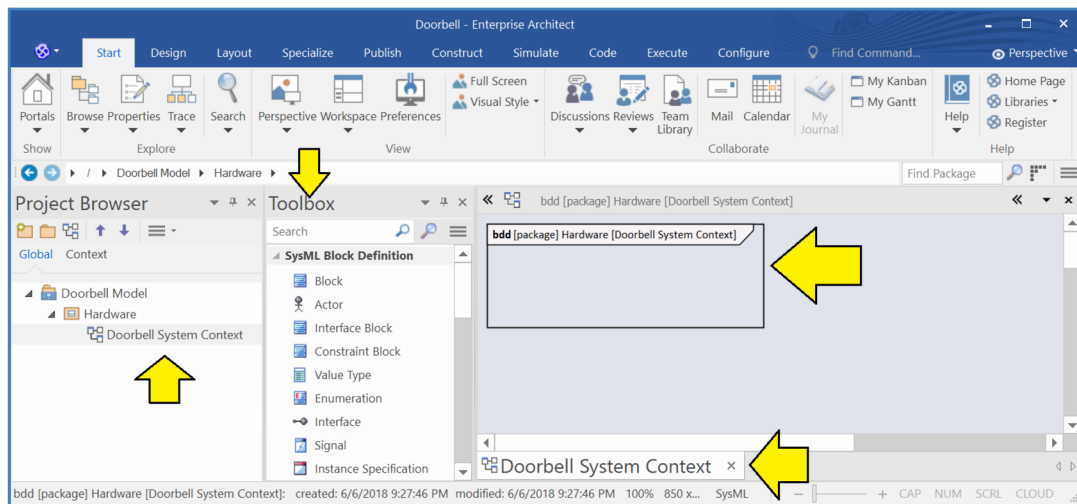 Doorbell - Enterprise Architect
Start Design Layout Specialize Publish Construct Simulate Code Execute Configure Find Command... Perspective
Portals Browse Properties Trace Search Perspective Workspace Preferences
Full Screen
Visual Style
Discussions Reviews Team Library Mail Calendar My Journal
My Kanban
My Gantt
Help
Home Page
Libraries
Register
Show Explore View Collaborate Help
/ Doorbell Model Hardware Find Package
Project Browser
Global Context
Doorbell Model
Hardware
Doorbell System Context
Toolbox
Search
SysML Block Definition
Block
Actor
Interface Block
Constraint Block
Value Type
Enumeration
Interface
Signal
Instance Specification
bdd [package] Hardware [Doorbell System Context]
bdd [package] Hardware [Doorbell System Context]
Doorbell System Context
bdd [package] Hardware [Doorbell System Context]: created: 6/6/2018 9:27:46 PM modified: 6/6/2018 9:27:46 PM 100% 850 x... SysML CAP NUM SCRL CLOUD